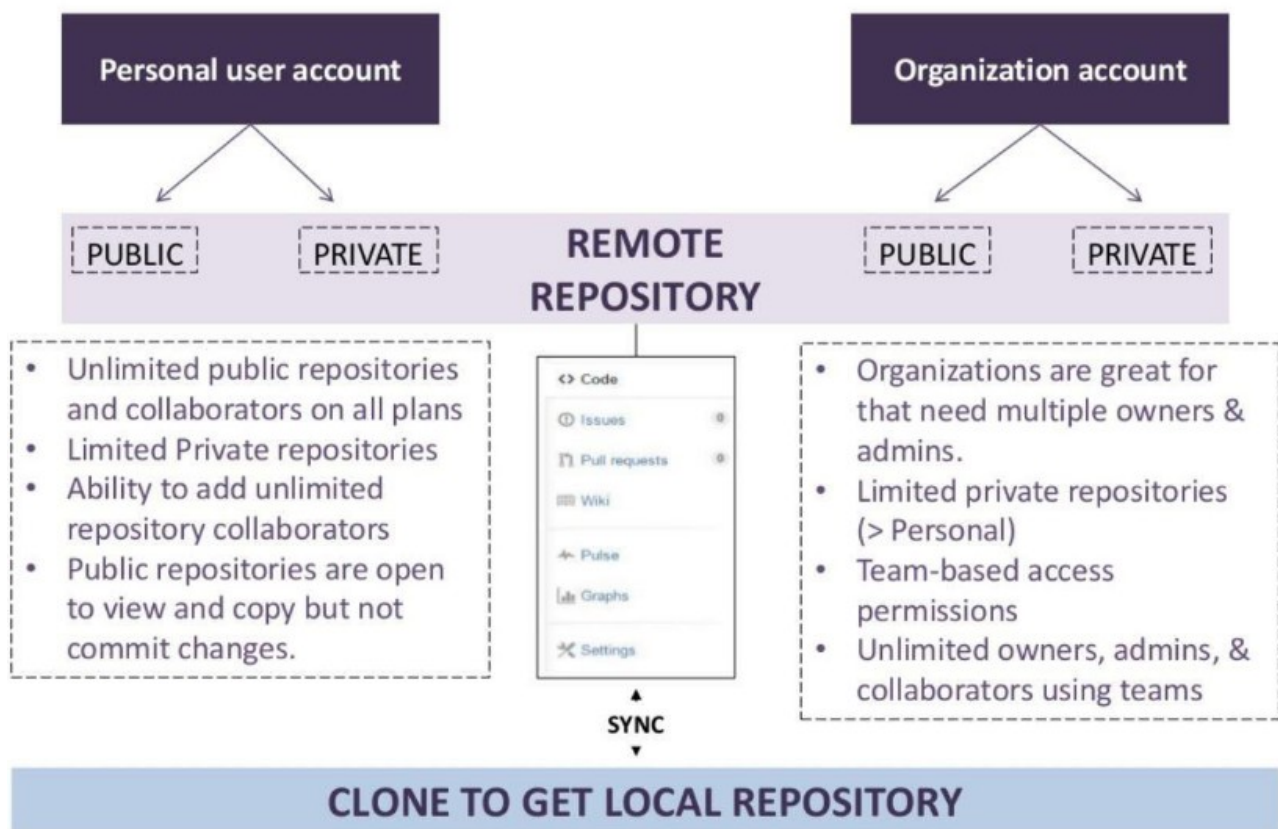 Personal user account
Organization account
PUBLIC
PRIVATE
REMOTE
REPOSITORY
PUBLIC
PRIVATE
• Unlimited public repositories
and collaborators on all plans
• Limited Private repositories
• Ability to add unlimited
repository collaborators
• Public repositories are open
to view and copy but not
commit changes.
<> Code
Issues 0
Pull requests 0
Wiki
Pulse
Graphs
Settings
• Organizations are great for
that need multiple owners &
admins.
• Limited private repositories
(> Personal)
• Team-based access
permissions
• Unlimited owners, admins, &
collaborators using teams
SYNC
CLONE TO GET LOCAL REPOSITORY